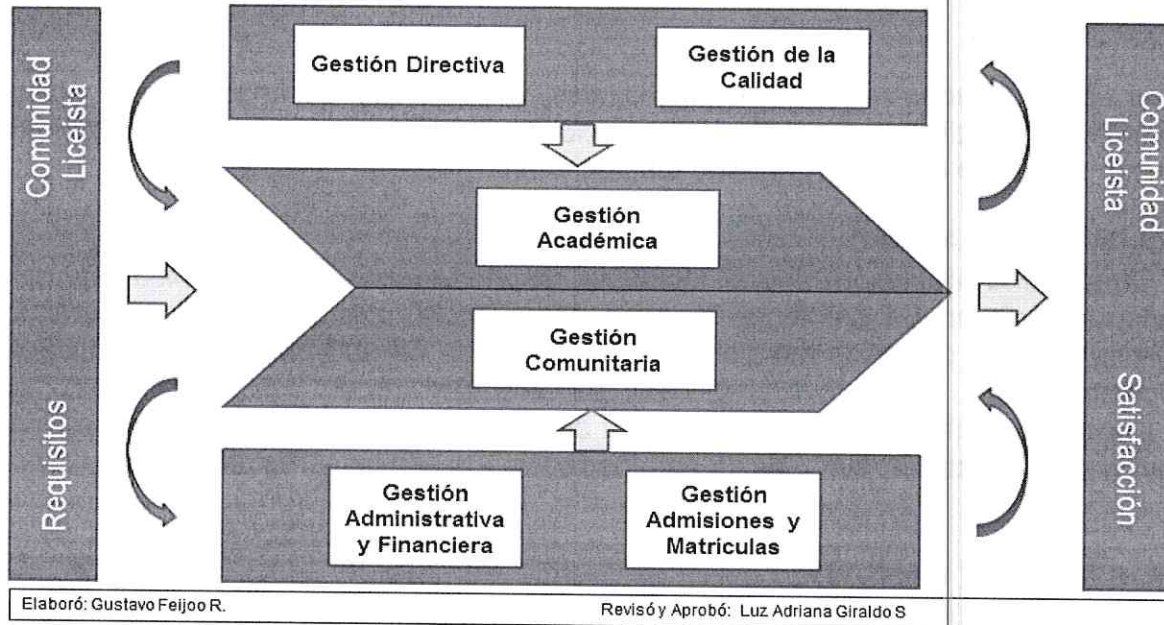 Comunidad
Liceista
Requisitos
Gestión Directiva
Gestión de la
Calidad
Gestión
Académica
Gestión
Comunitaria
Gestión
Administrativa
y Financiera
Gestión
Admisiones y
Matrículas
Comunidad
Liceista
Satisfacción
Elaboró: Gustavo Feijoo R.
Revisó y Aprobó: Luz Adriana Giraldo S